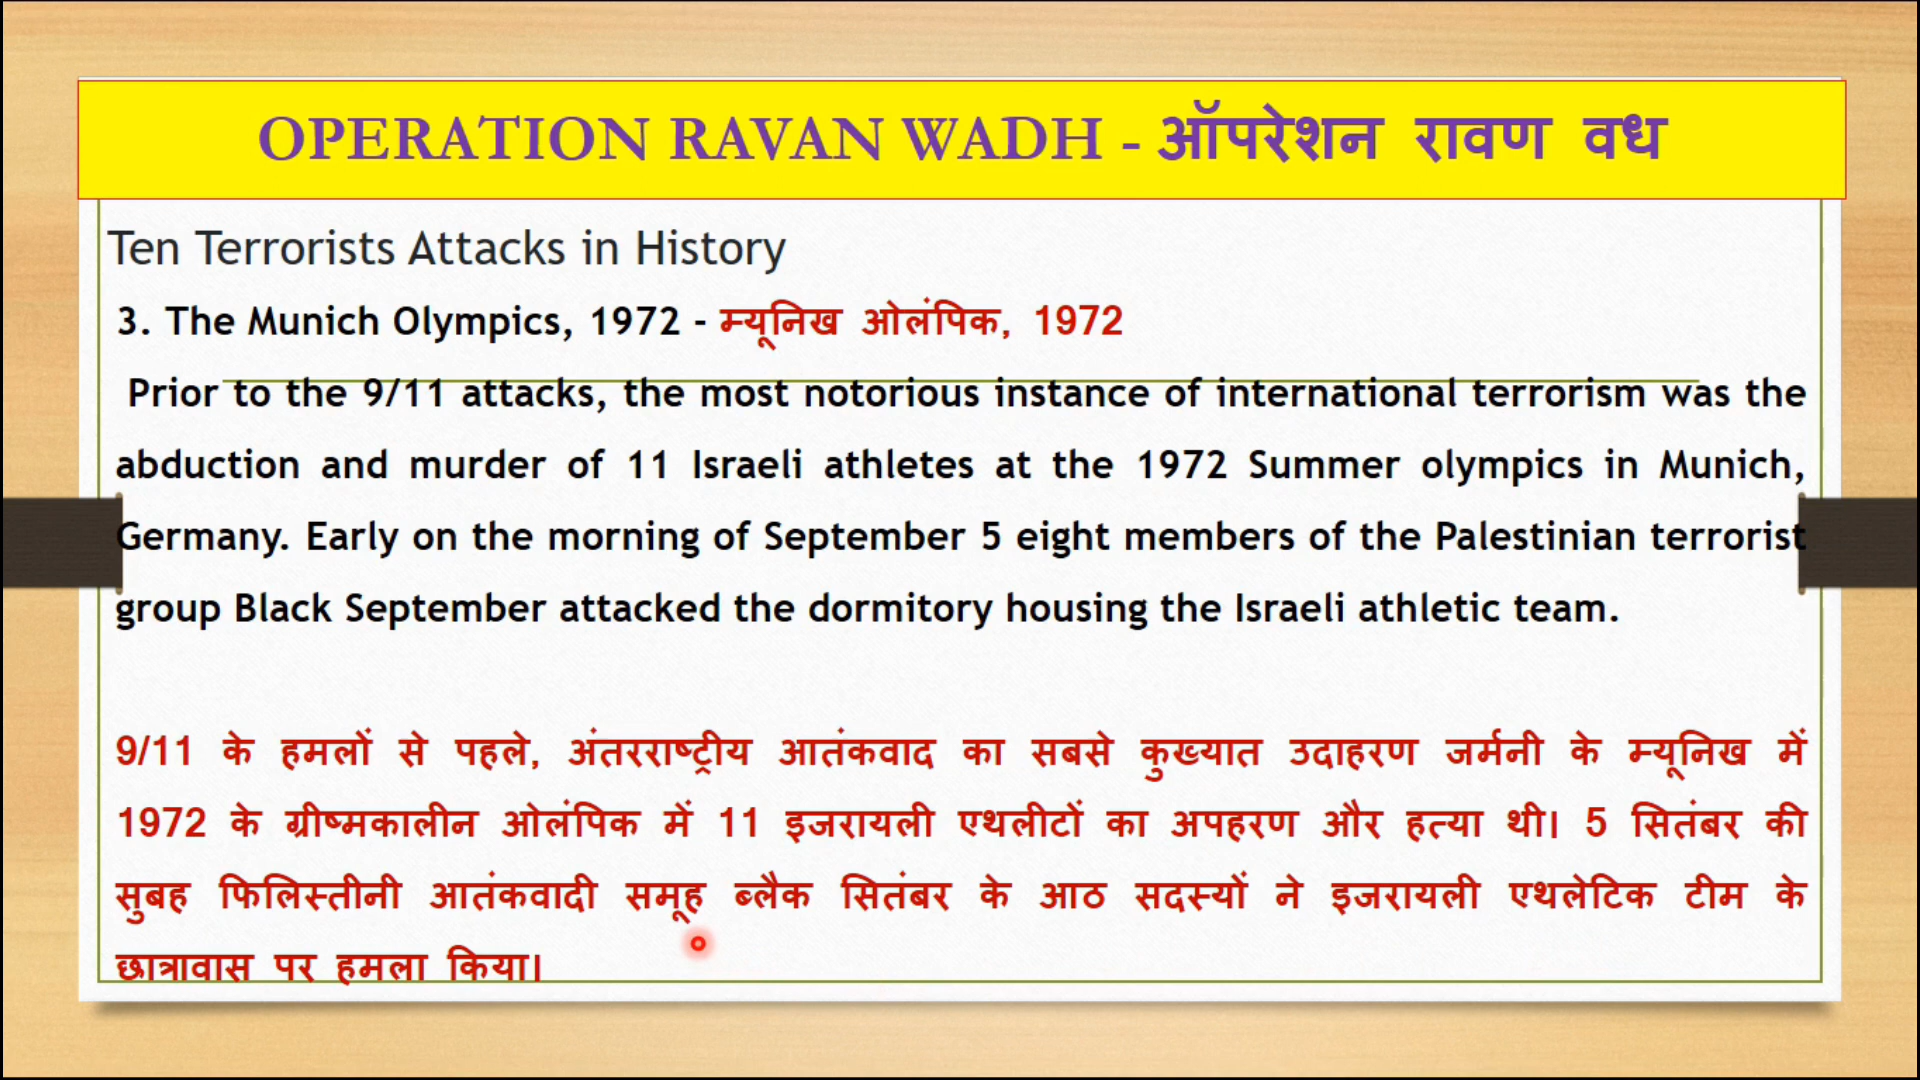 OPERATION RAVAN WADH - ऑपरेशन रावण वध
Ten Terrorists Attacks in History
3. The Munich Olympics, 1972 - म्यूनिख ओलंपिक, 1972
Prior to the 9/11 attacks, the most notorious instance of international terrorism was the
abduction and murder of 11 Israeli athletes at the 1972 Summer olympics in Munich,
Germany. Early on the morning of September 5 eight members of the Palestinian terrorist
group Black September attacked the dormitory housing the Israeli athletic team.
9/11 के हमलों से पहले, अंतरराष्ट्रीय आतंकवाद का सबसे कुख्यात उदाहरण जर्मनी के म्यूनिख में
1972 के ग्रीष्मकालीन ओलंपिक में 11 इजरायली एथलीटों का अपहरण और हत्या थी। 5 सितंबर की
सुबह फिलिस्तीनी आतंकवादी समूह ब्लैक सितंबर के आठ सदस्यों ने इजरायली एथलेटिक टीम के
छात्रावास पर हमला किया।